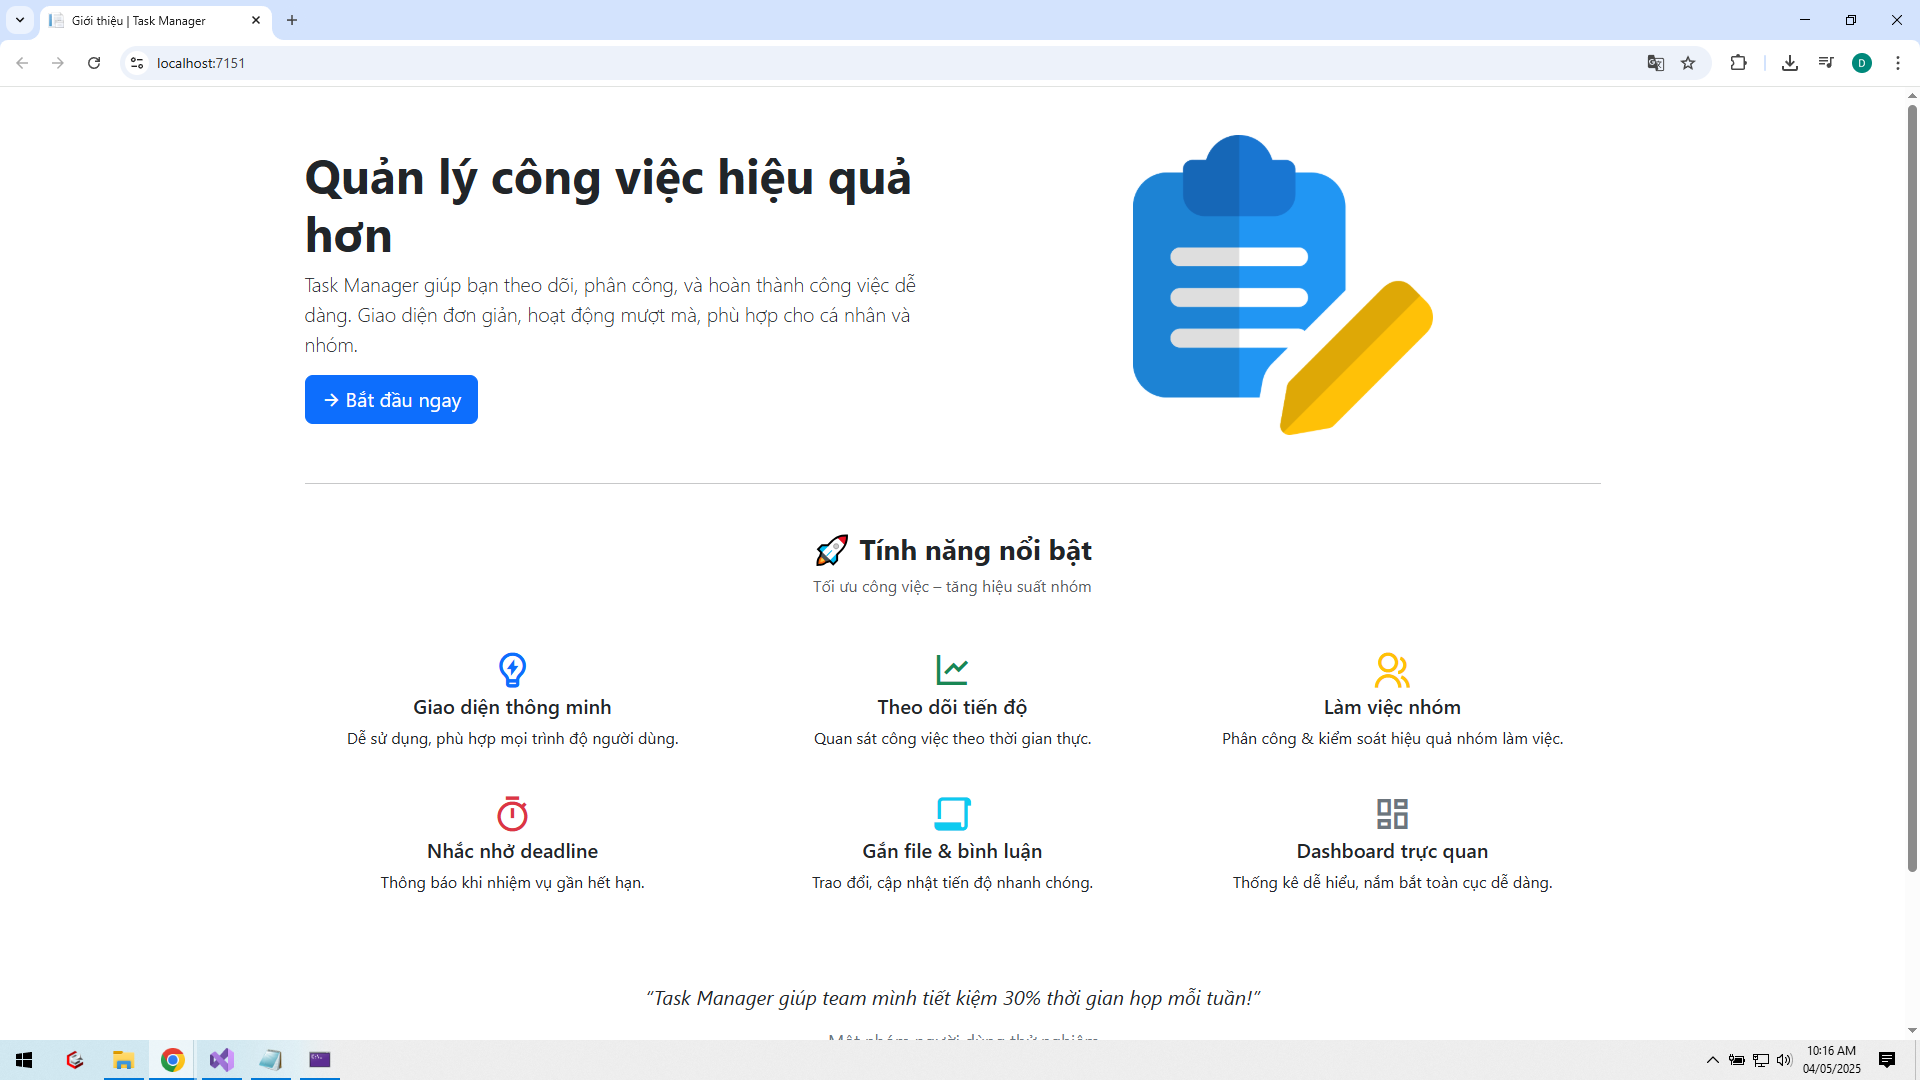 Giới thiệu | Task Manager
localhost:7151
D
Quản lý công việc hiệu quả
hơn
Task Manager giúp bạn theo dõi, phân công, và hoàn thành công việc dễ
dàng. Giao diện đơn giản, hoạt động mượt mà, phù hợp cho cá nhân và
nhóm.
→ Bắt đầu ngay
🚀 Tính năng nổi bật
Tối ưu công việc – tăng hiệu suất nhóm
Giao diện thông minh
Dễ sử dụng, phù hợp mọi trình độ người dùng.
Theo dõi tiến độ
Quan sát công việc theo thời gian thực.
Làm việc nhóm
Phân công & kiểm soát hiệu quả nhóm làm việc.
Nhắc nhở deadline
Thông báo khi nhiệm vụ gần hết hạn.
Gắn file & bình luận
Trao đổi, cập nhật tiến độ nhanh chóng.
Dashboard trực quan
Thống kê dễ hiểu, nắm bắt toàn cục dễ dàng.
“Task Manager giúp team mình tiết kiệm 30% thời gian họp mỗi tuần!”
Một nhóm người dùng thử nghiệm
10:16 AM
04/05/2025